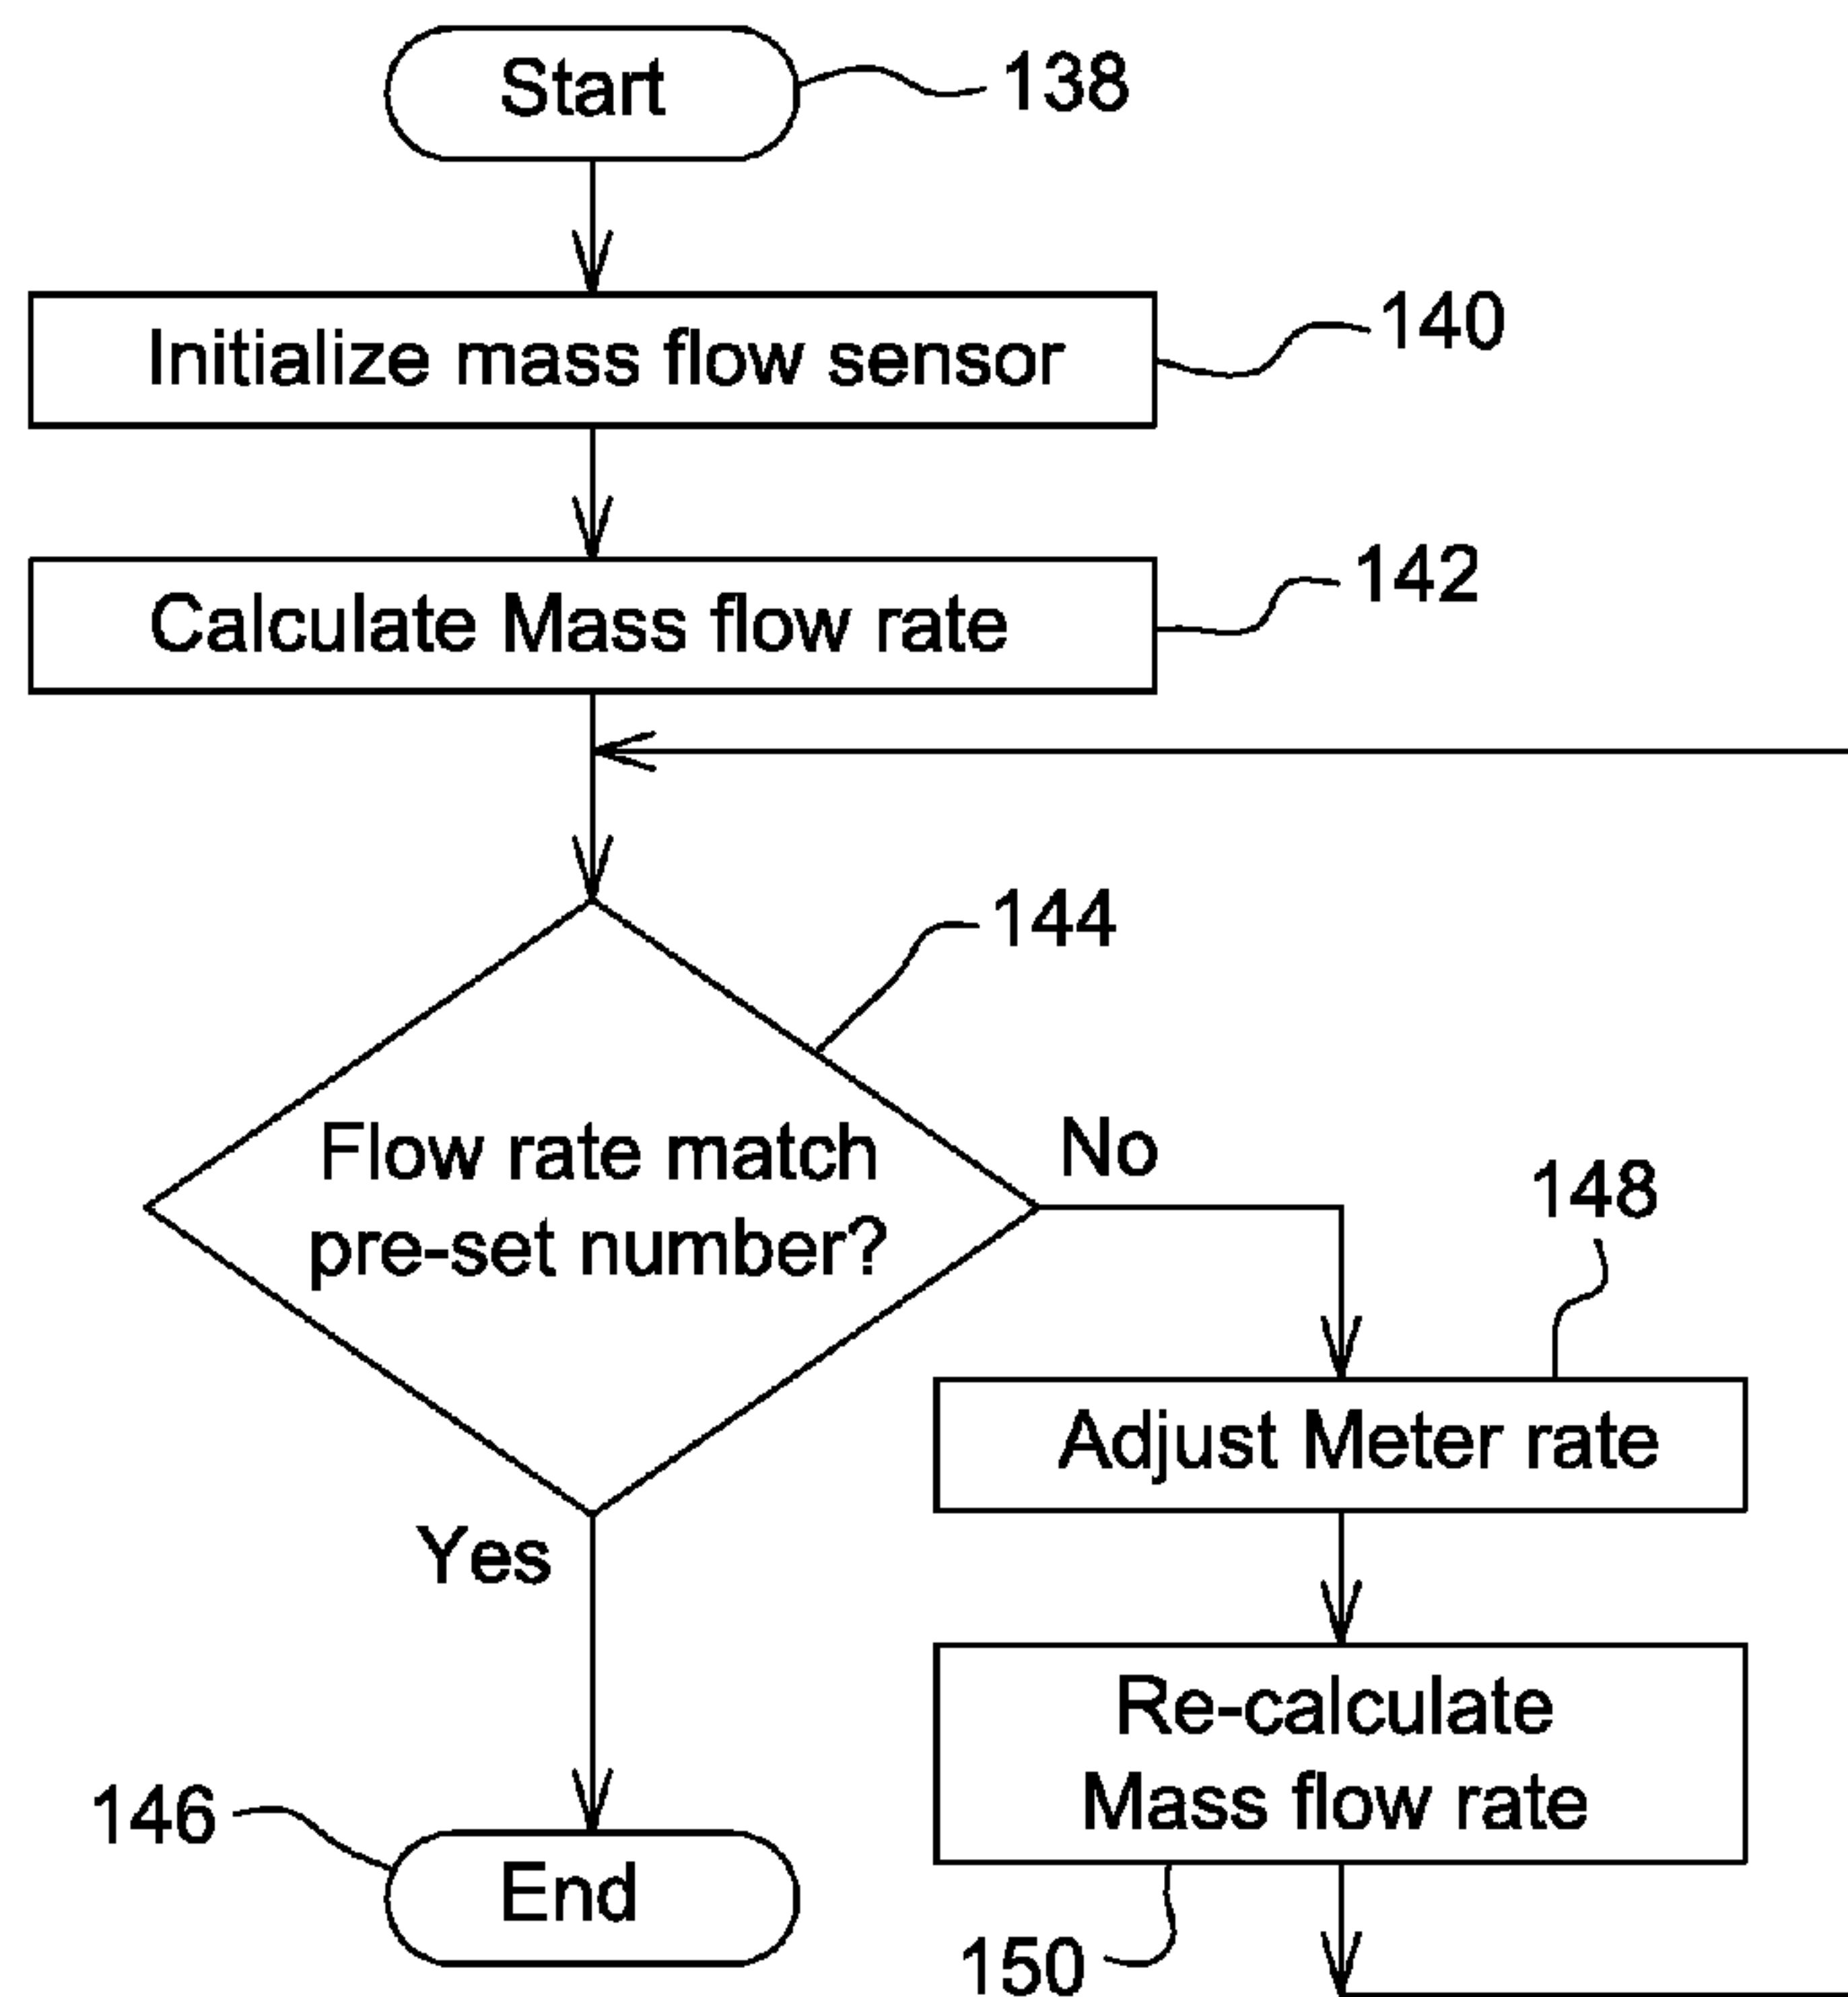 Start
138
Initialize mass flow sensor
140
Calculate Mass flow rate
142
144
Flow rate match
pre-set number?
No
148
Adjust Meter rate
Yes
Re-calculate
Mass flow rate
146
End
150